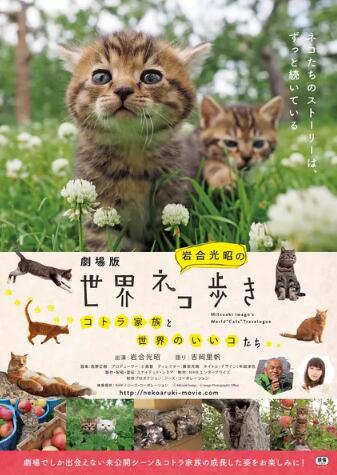 ネコたちのストーリーは、
ずっと続いている
劇場版
岩合光昭の
世界ネコ歩き
Mitsuaki Iwago's
World"Cats"Travelogue
コトラ家族と
世界のいいコたち
出演：岩合光昭　語り：吉岡里帆
http://nekoaruki-movie.com
劇場でしか出会えない未公開シーン＆コトラ家族の成長した姿をお楽しみに！